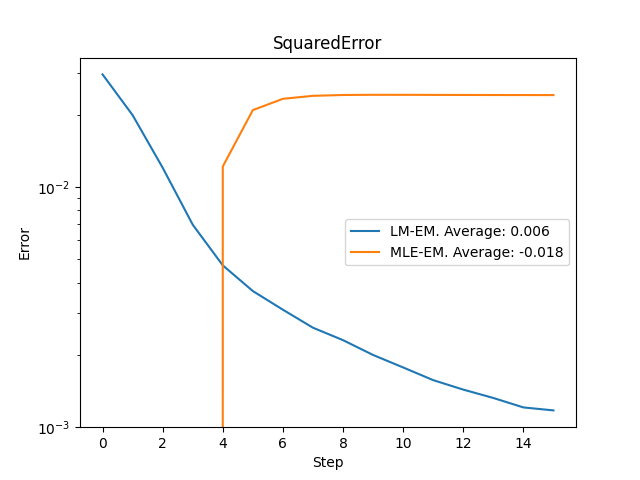 SquaredError
Error
10⁻²
10⁻³
LM-EM. Average: 0.006
MLE-EM. Average: -0.018
0 2 4 6 8 10 12 14
Step